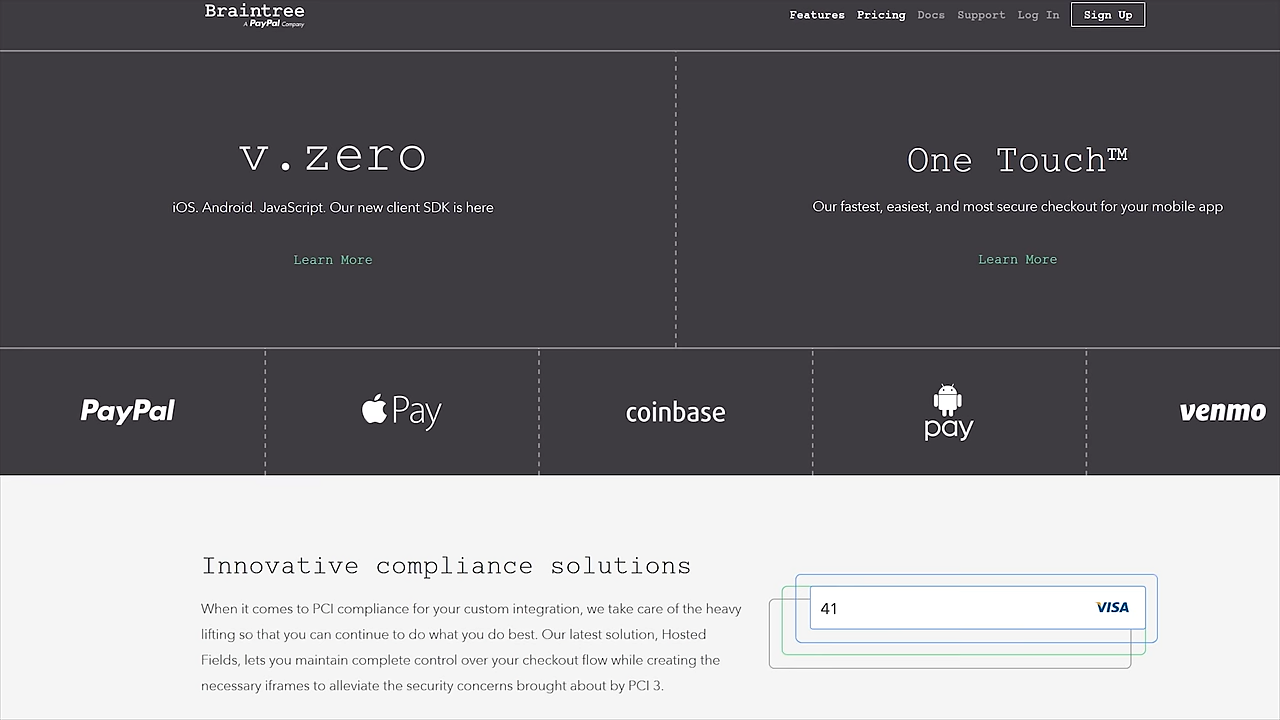 Braintree
A PayPal Company
Features Pricing Docs Support Log In Sign Up
v.zero
iOS. Android. JavaScript. Our new client SDK is here
Learn More
One Touch™
Our fastest, easiest, and most secure checkout for your mobile app
Learn More
PayPal
Pay
coinbase
pay
venmo
Innovative compliance solutions
When it comes to PCI compliance for your custom integration, we take care of the heavy
lifting so that you can continue to do what you do best. Our latest solution, Hosted
Fields, lets you maintain complete control over your checkout flow while creating the
necessary iframes to alleviate the security concerns brought about by PCI 3.
41
VISA